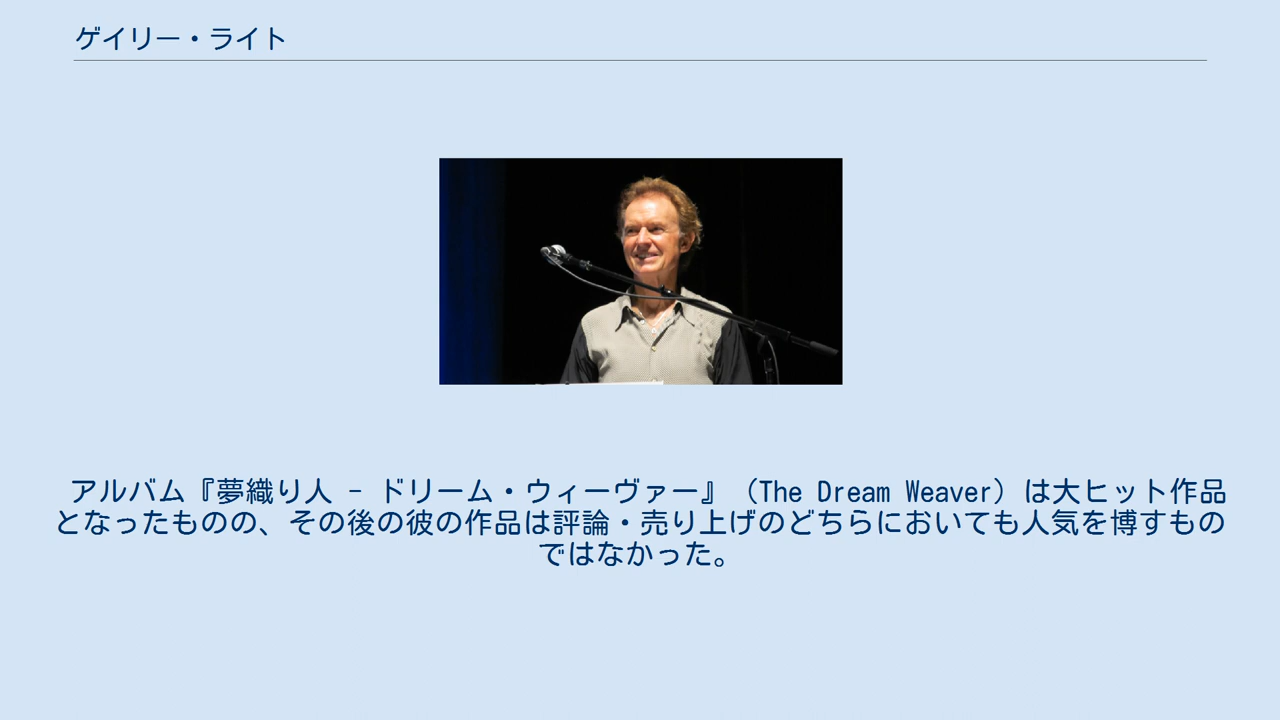 ゲイリー・ライト
アルバム『夢織り人 - ドリーム・ウィーヴァー』（The Dream Weaver）は大ヒット作品
となったものの、その後の彼の作品は評論・売り上げのどちらにおいても人気を博すもの
ではなかった。